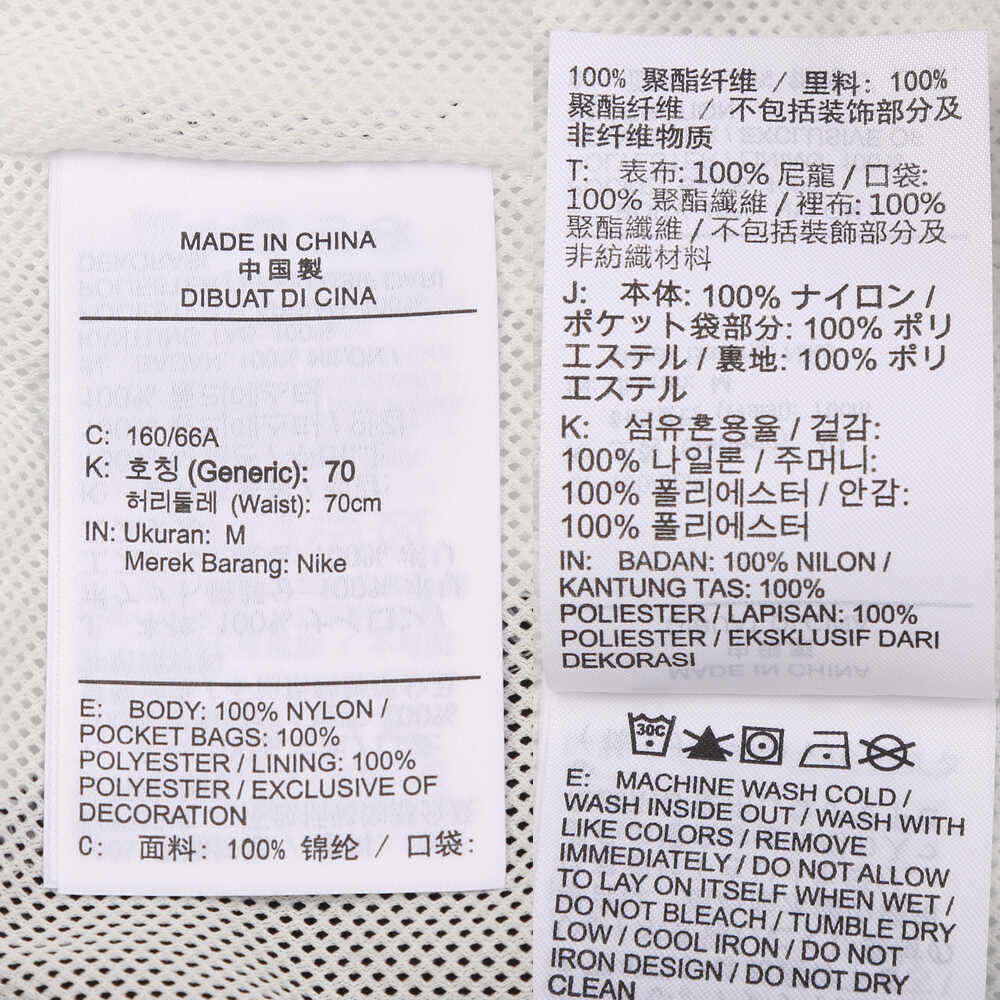 MADE IN CHINA
中国製
DIBUAT DI CINA
C: 160/66A
K: 호칭 (Generic): 70
허리둘레 (Waist): 70cm
IN: Ukuran: M
Merek Barang: Nike
E: BODY: 100% NYLON /
POCKET BAGS: 100%
POLYESTER / LINING: 100%
POLYESTER / EXCLUSIVE OF
DECORATION
C: 面料: 100% 锦纶 / 口袋:
100% 聚酯纤维 / 里料: 100%
聚酯纤维 / 不包括装饰部分及
非纤维物质
T: 表布: 100% 尼龍 / 口袋:
100% 聚酯纖維 / 裡布: 100%
聚酯纖維 / 不包括裝飾部分及
非紡織材料
J: 本体: 100% ナイロン /
ポケット袋部分: 100% ポリ
エステル / 裏地: 100% ポリ
エステル
K: 섬유혼용율 / 겉감:
100% 나일론 / 주머니:
100% 폴리에스터 / 안감:
100% 폴리에스터
IN: BADAN: 100% NILON /
KANTUNG TAS: 100%
POLIESTER / LAPISAN: 100%
POLIESTER / EKSKLUSIF DARI
DEKORASI
30C
E: MACHINE WASH COLD /
WASH INSIDE OUT / WASH WITH
LIKE COLORS / REMOVE
IMMEDIATELY / DO NOT ALLOW
TO LAY ON ITSELF WHEN WET /
DO NOT BLEACH / TUMBLE DRY
LOW / COOL IRON / DO NOT
IRON DESIGN / DO NOT DRY
CLEAN